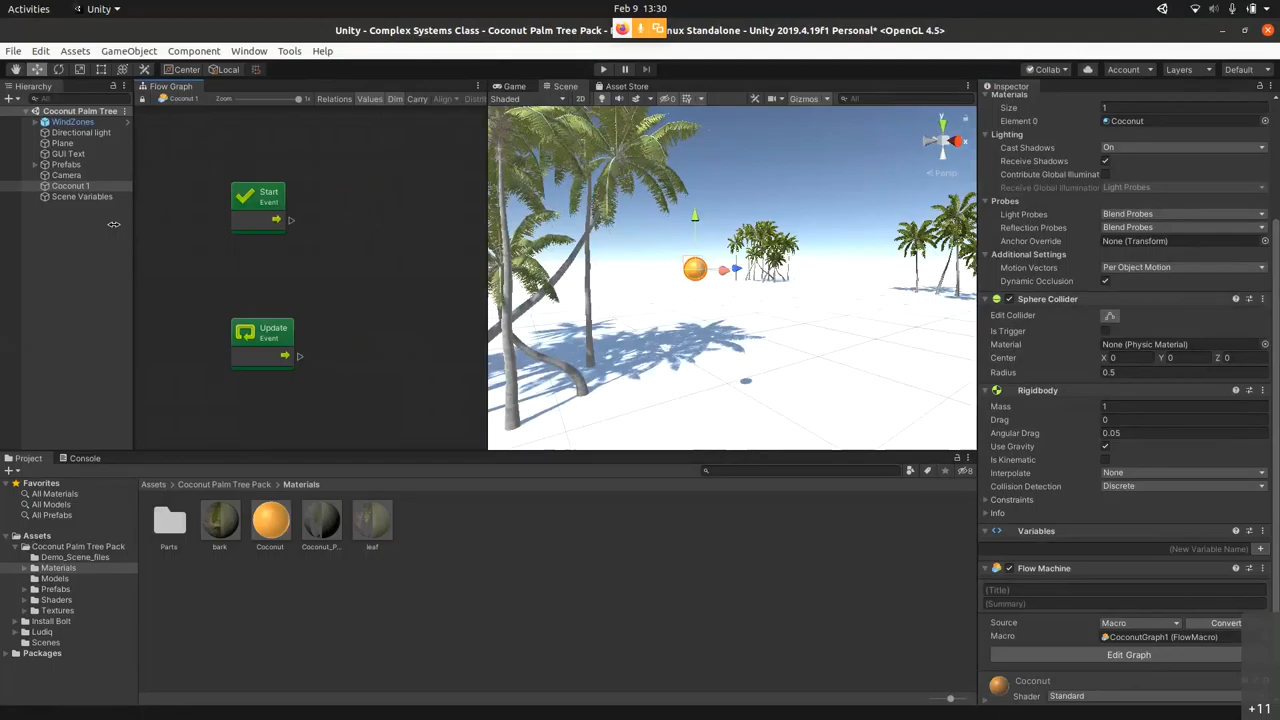 Activities Unity Feb 9 13:30
Unity - Complex Systems Class - Coconut Palm Tree Pack - nux Standalone - Unity 2019.4.19f1 Personal* <OpenGL 4.5>
File Edit Assets GameObject Component Window Tools Help
Center Local Collab Account Layers Default
Hierarchy Flow Graph Game Scene Asset Store Inspector
All Coconut 1 Zoom 1x Relations Values Dim Carry Align Shaded 2D Gizmos All
Coconut Palm Tree
WindZones
Directional light
Plane
GUI Text
Prefabs
Camera
Coconut 1
Scene Variables
Start
Event
Update
Event
y
x
Persp
Materials
Size 1
Element 0 Coconut
Lighting
Cast Shadows On
Receive Shadows
Contribute Global Illuminat
Receive Global Illumination Light Probes
Probes
Light Probes Blend Probes
Reflection Probes Blend Probes
Anchor Override None (Transform)
Additional Settings
Motion Vectors Per Object Motion
Dynamic Occlusion
Sphere Collider
Edit Collider
Is Trigger
Material None (Physic Material)
Center X 0 Y 0 Z 0
Radius 0.5
Rigidbody
Mass 1
Drag 0
Angular Drag 0.05
Use Gravity
Is Kinematic
Interpolate None
Collision Detection Discrete
Constraints
Info
Variables
(New Variable Name)
Flow Machine
(Title)
(Summary)
Source Macro Convert
Macro CoconutGraph1 (FlowMacro)
Edit Graph
Coconut
Shader Standard
+11
Project Console
8
Favorites
All Materials
All Models
All Prefabs
Assets
Coconut Palm Tree Pack
Demo_Scene_files
Materials
Models
Prefabs
Shaders
Textures
Install Bolt
Ludiq
Scenes
Packages
Assets Coconut Palm Tree Pack Materials
Parts bark Coconut Coconut_P... leaf